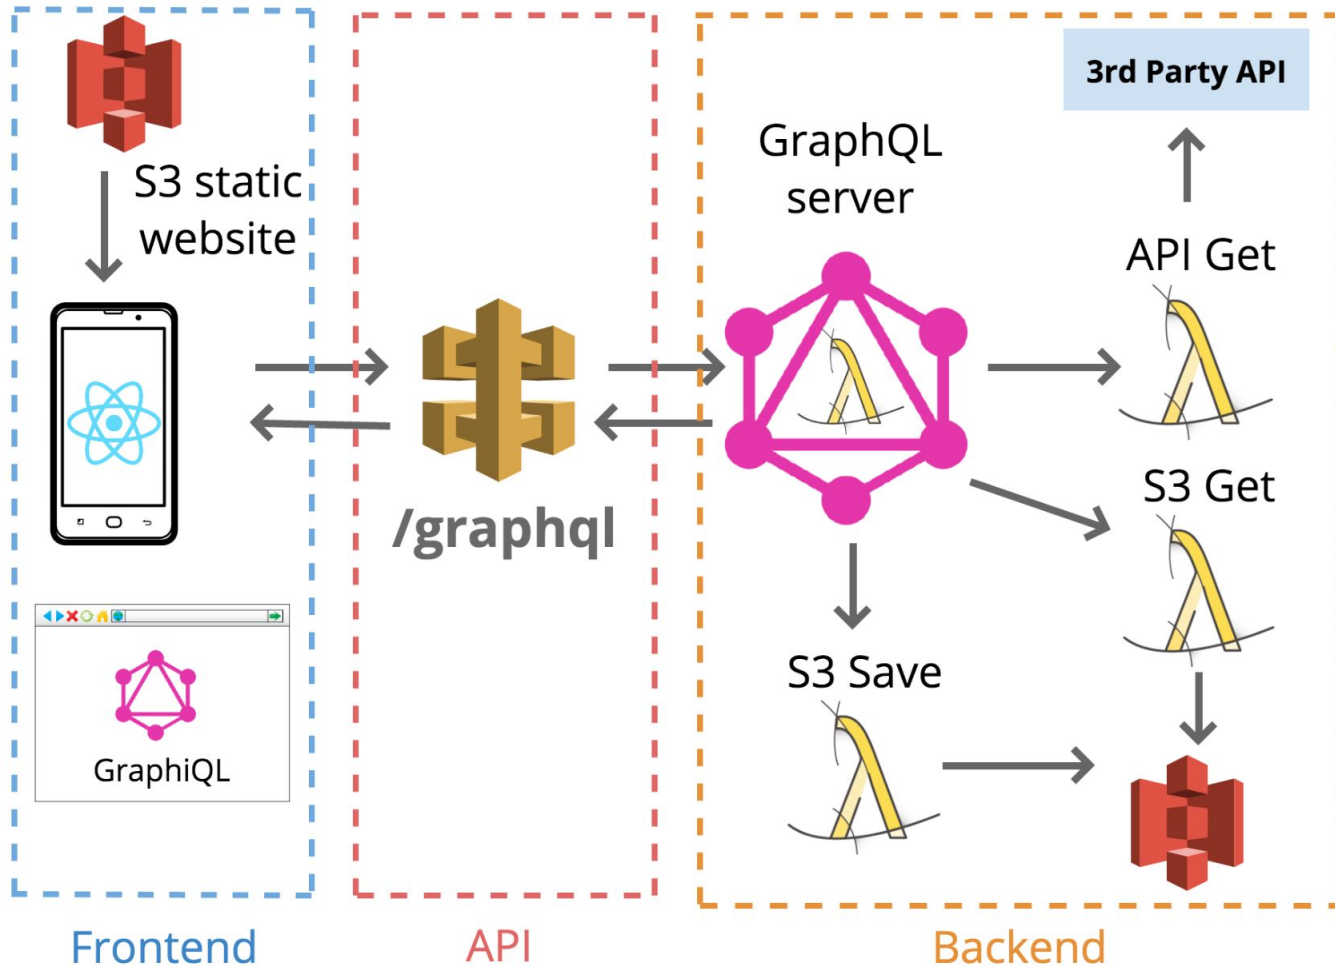 S3 static
website
/graphql
GraphiQL
GraphQL
server
3rd Party API
API Get
S3 Get
S3 Save
Frontend
API
Backend